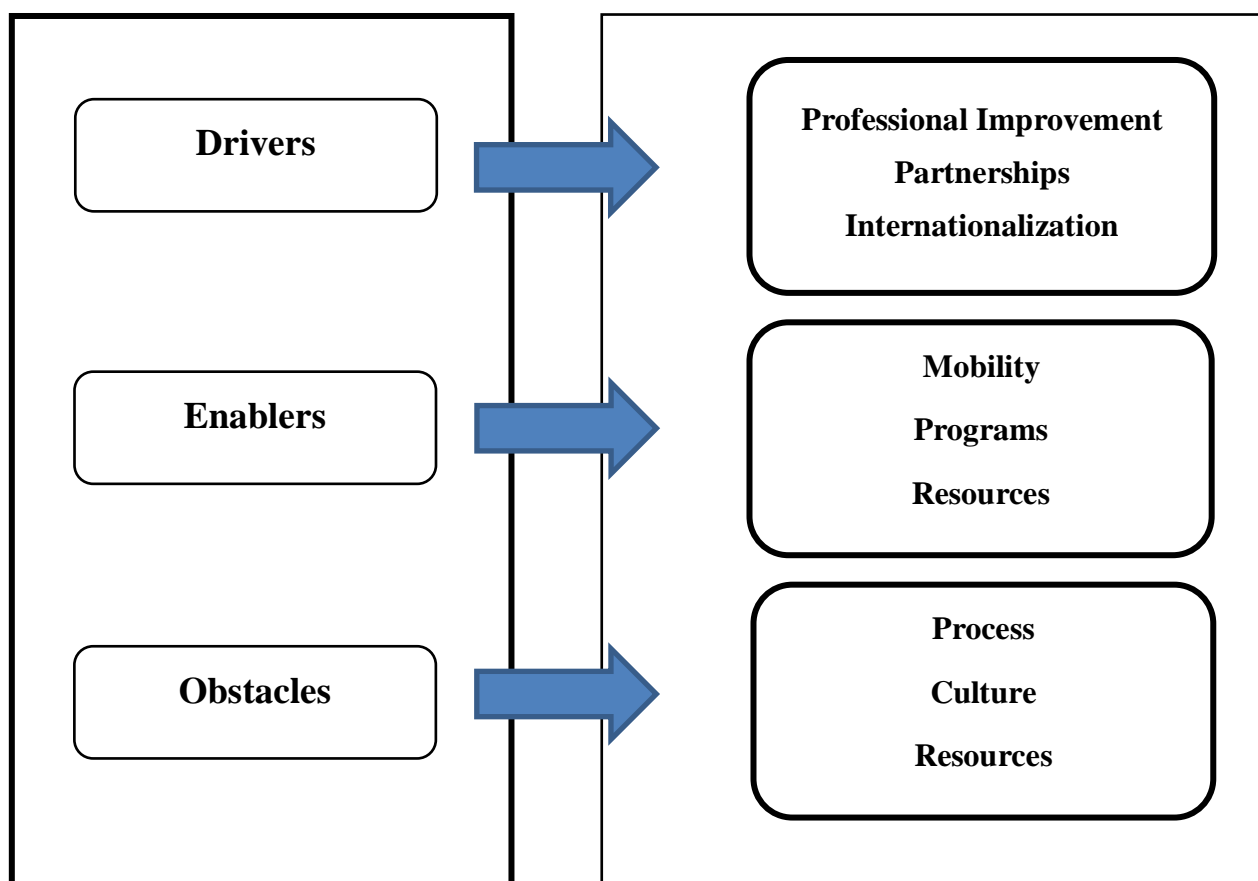 Drivers
Professional Improvement
Partnerships
Internationalization
Enablers
Mobility
Programs
Resources
Obstacles
Process
Culture
Resources